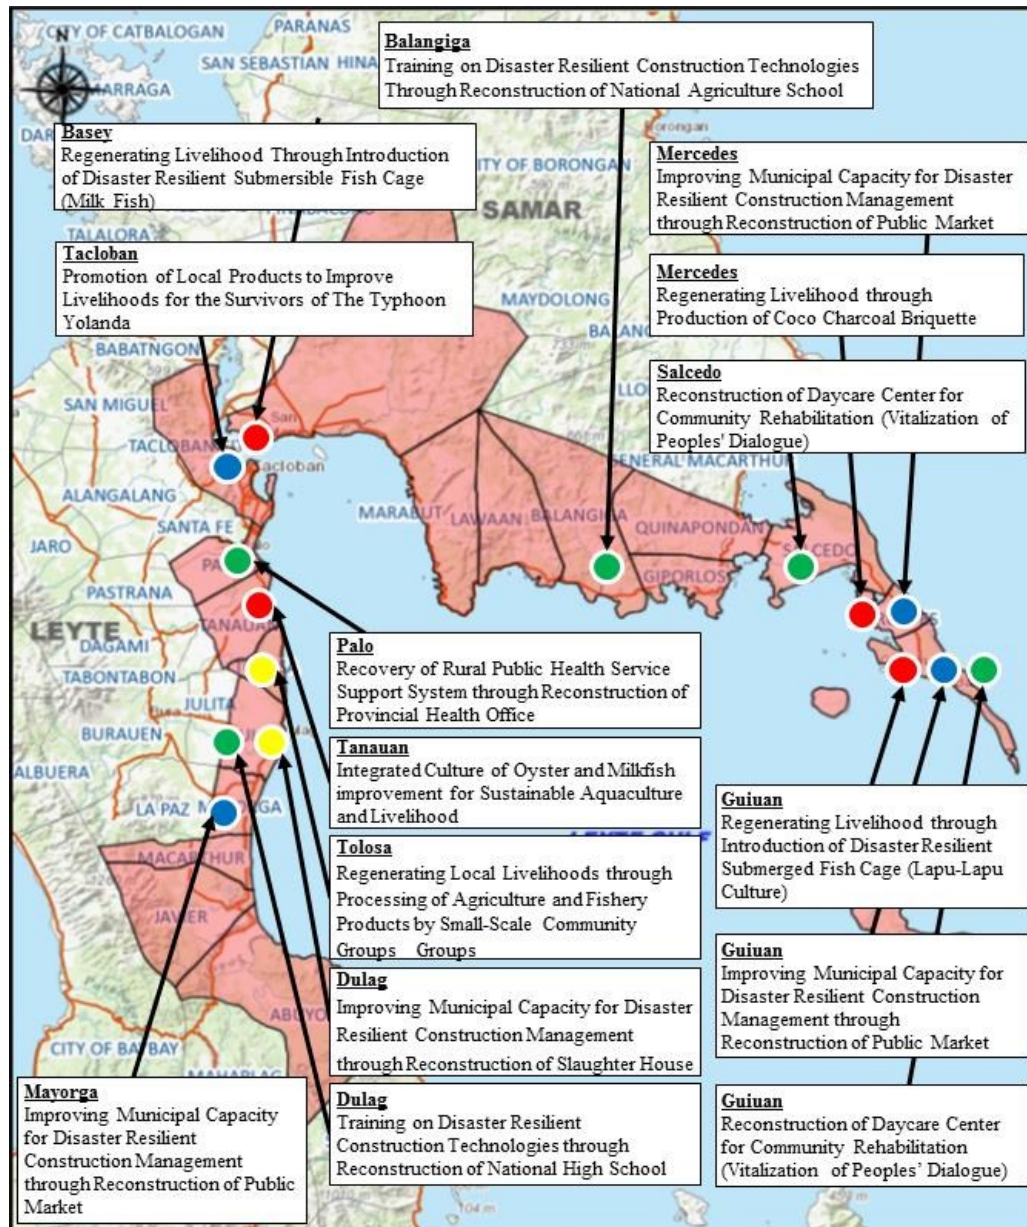 CITY OF CATBALOGAN
PARANAS
N
SAN SEBASTIAN
HINA
MARRAGA
DAR
Balangiga
Training on Disaster Resilient Construction Technologies
Through Reconstruction of National Agriculture School
Borongan
Basey
Regenerating Livelihood Through Introduction
of Disaster Resilient Submersible Fish Cage
(Milk Fish)
CITY OF BORONGAN
Mercedes
Improving Municipal Capacity for Disaster
Resilient Construction Management
through Reconstruction of Public Market
SAMAR
TALALORA
Tacloban
Promotion of Local Products to Improve
Livelihoods for the Survivors of The Typhoon
Yolanda
Mercedes
Regenerating Livelihood through
Production of Coco Charcoal Briquette
MAYDOLONG
BALANG
BABATNGON
Salcedo
Reconstruction of Daycare Center for
Community Rehabilitation (Vitalization of
Peoples' Dialogue)
LLO
SAN MIGUEL
San
TACLOBAN
Tacloban
GENERAL MACARTHUR
ALANGALANG
MARABUT
LAWAAN
BALANGIGA
QUINAPONDAN
SANTA FE
JARO
SALCEDO
GIPORLOS
PASTRANA
LEYTE
TANAUAN
DAGAMI
TABONTABON
JULITA
BURAUEN
ALBUERA
LA PAZ
Palo
Recovery of Rural Public Health Service
Support System through Reconstruction of
Provincial Health Office
Tanauan
Integrated Culture of Oyster and Milkfish
improvement for Sustainable Aquaculture
and Livelihood
Tolosa
Regenerating Local Livelihoods through
Processing of Agriculture and Fishery
Products by Small-Scale Community
Groups Groups
Guiuan
Regenerating Livelihood through
Introduction of Disaster Resilient
Submerged Fish Cage (Lapu-Lapu
Culture)
MACARTHUR
JAVIER
ABUYO
Dulag
Improving Municipal Capacity for Disaster
Resilient Construction Management
through Reconstruction of Slaughter House
Guiuan
Improving Municipal Capacity for
Disaster Resilient Construction
Management through
Reconstruction of Public Market
CITY OF BAYBAY
MAHAPLAG
Mayorga
Improving Municipal Capacity
for Disaster Resilient
Construction Management
through Reconstruction of Public
Market
Dulag
Training on Disaster Resilient
Construction Technologies through
Reconstruction of National High School
Guiuan
Reconstruction of Daycare Center
for Community Rehabilitation
(Vitalization of Peoples’ Dialogue)
104 m